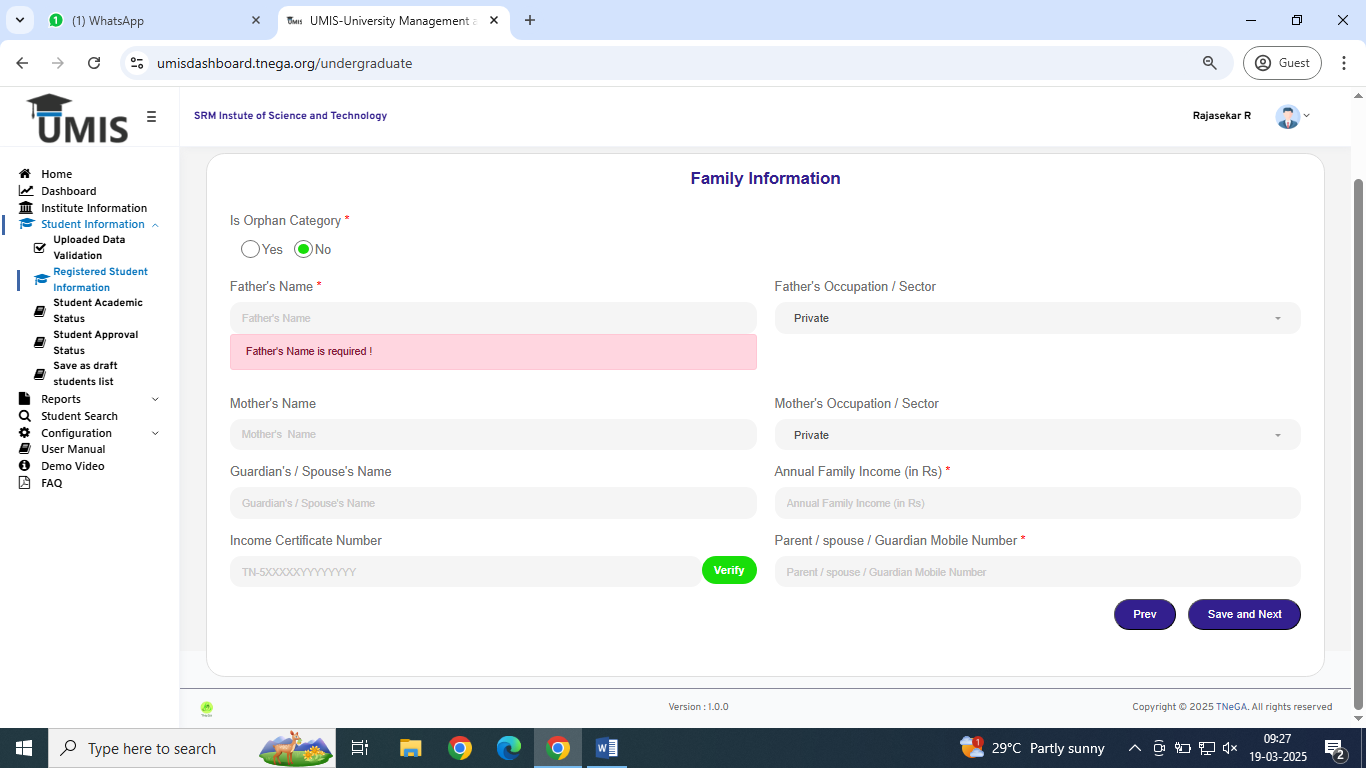 (1) WhatsApp
UMIS-University Management a
umisdashboard.tnega.org/undergraduate
Guest
UMIS
SRM Instute of Science and Technology
Rajasekar R
Home
Dashboard
Institute Information
Student Information
Uploaded Data
Validation
Registered Student
Information
Student Academic
Status
Student Approval
Status
Save as draft
students list
Reports
Student Search
Configuration
User Manual
Demo Video
FAQ
Family Information
Is Orphan Category *
Yes No
Father's Name * Father's Occupation / Sector
Father's Name Private
Father's Name is required !
Mother's Name Mother's Occupation / Sector
Mother's Name Private
Guardian's / Spouse's Name Annual Family Income (in Rs) *
Guardian's / Spouse's Name Annual Family Income (in Rs)
Income Certificate Number Parent / spouse / Guardian Mobile Number *
TN-5XXXXXYYYYYYYY Verify Parent / spouse / Guardian Mobile Number
Prev Save and Next
Version : 1.0.0 Copyright © 2025 TNeGA. All rights reserved
Type here to search
29°C Partly sunny
09:27
19-03-2025
2